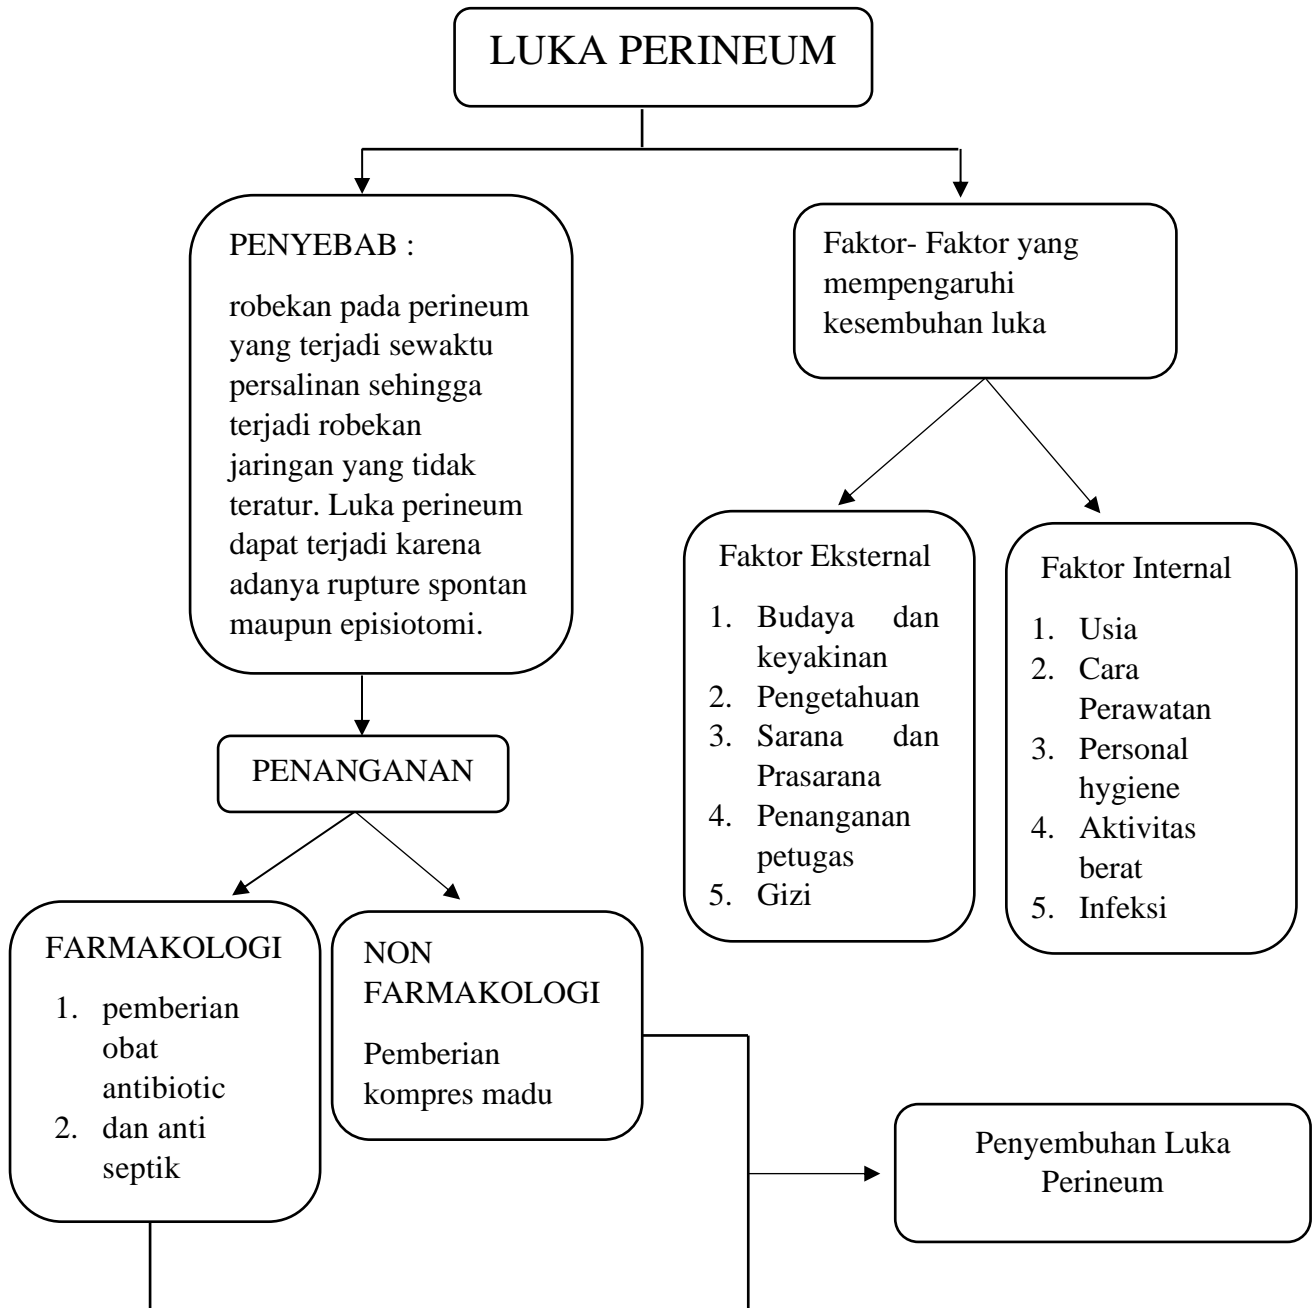 LUKA PERINEUM
PENYEBAB :
robekan pada perineum
yang terjadi sewaktu
persalinan sehingga
terjadi robekan
jaringan yang tidak
teratur. Luka perineum
dapat terjadi karena
adanya rupture spontan
maupun episiotomi.
Faktor- Faktor yang
mempengaruhi
kesembuhan luka
Faktor Eksternal
1. Budaya dan
keyakinan
2. Pengetahuan
3. Sarana dan
Prasarana
4. Penanganan
petugas
5. Gizi
Faktor Internal
1. Usia
2. Cara
Perawatan
3. Personal
hygiene
4. Aktivitas
berat
5. Infeksi
PENANGANAN
FARMAKOLOGI
1. pemberian
obat
antibiotic
2. dan anti
septik
NON
FARMAKOLOGI
Pemberian
kompres madu
Penyembuhan Luka
Perineum